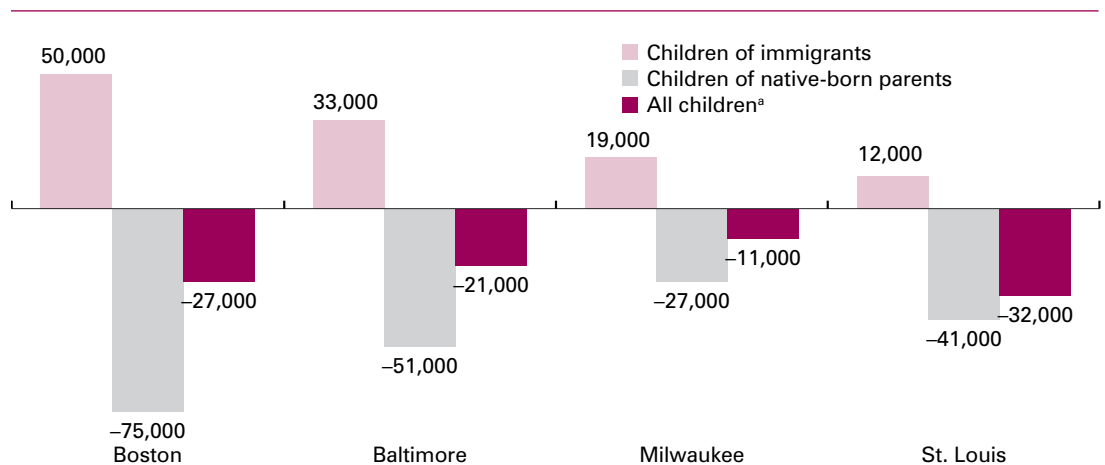 50,000
33,000
19,000
12,000
Children of immigrants
Children of native-born parents
All childrenᵃ
–27,000
–21,000
–11,000
–32,000
–75,000
–51,000
–27,000
–41,000
Boston
Baltimore
Milwaukee
St. Louis